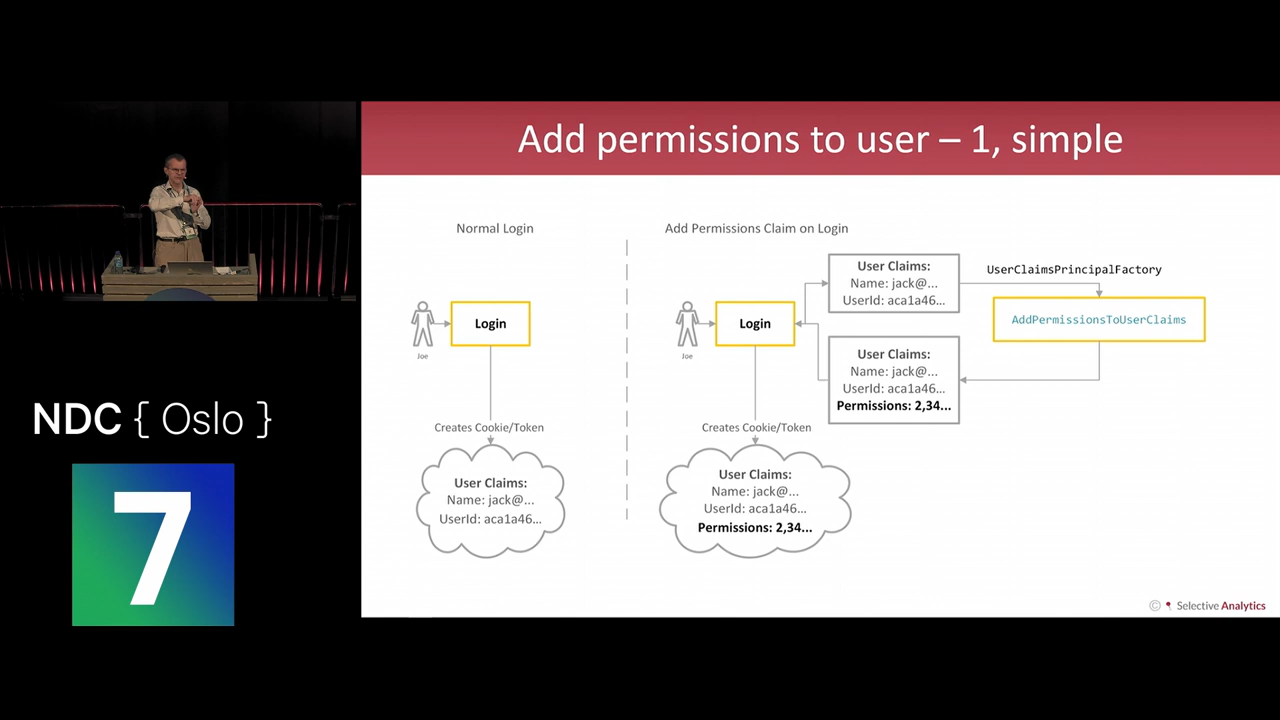 Add permissions to user – 1, simple
Normal Login
Joe
Login
Creates Cookie/Token
User Claims:
Name: jack@...
UserId: aca1a46...
Add Permissions Claim on Login
Joe
Login
User Claims:
Name: jack@...
UserId: aca1a46...
UserClaimsPrincipalFactory
AddPermissionsToUserClaims
User Claims:
Name: jack@...
UserId: aca1a46...
Permissions: 2,34...
Creates Cookie/Token
User Claims:
Name: jack@...
UserId: aca1a46...
Permissions: 2,34...
© Selective Analytics
NDC { Oslo }
7